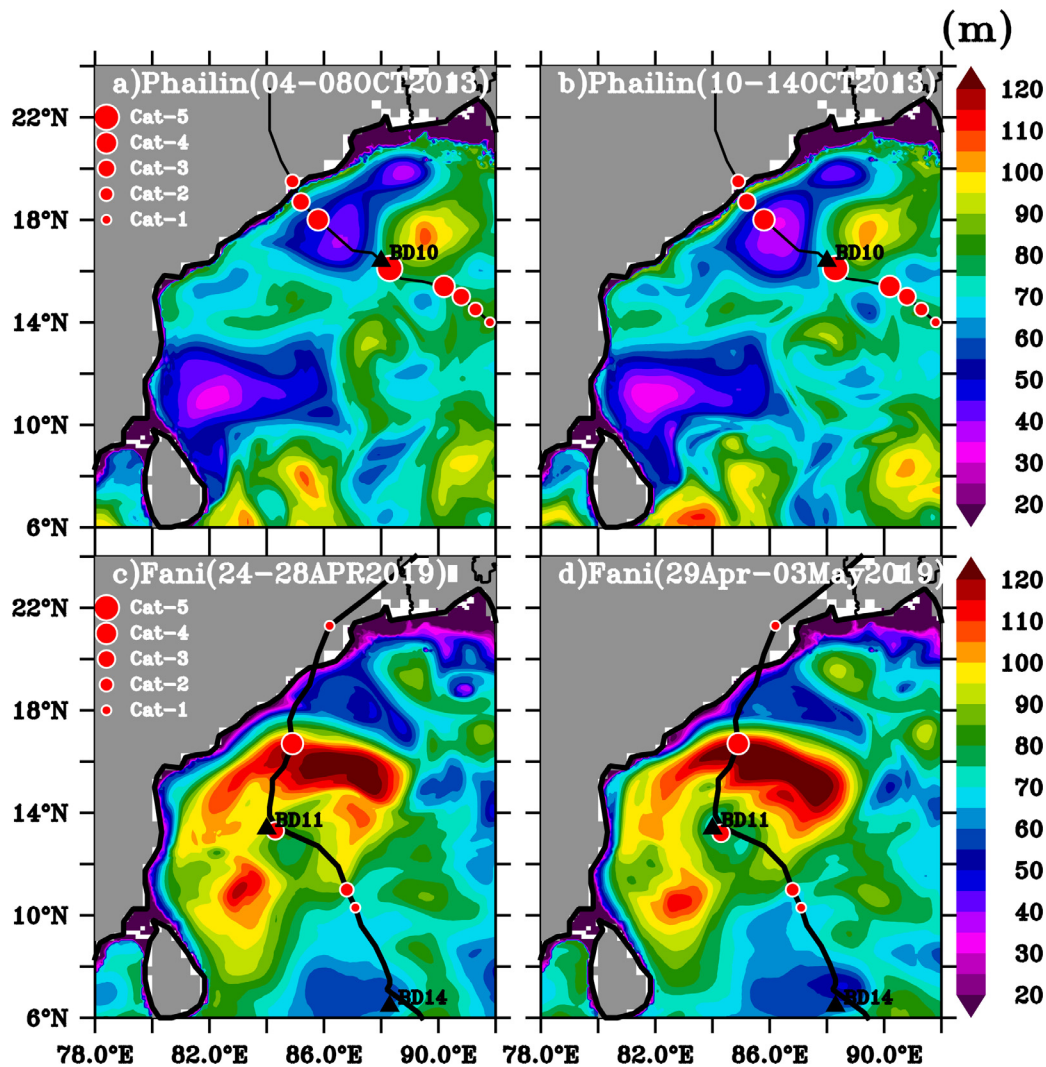 (m)
a)Phailin(04-08OCT2013)
Cat-5
Cat-4
Cat-3
Cat-2
Cat-1
BD10
22°N
18°N
14°N
10°N
6°N
b)Phailin(10-14OCT2013)
BD10
120
110
100
90
80
70
60
50
40
30
20
c)Fani(24-28APR2019)
Cat-5
Cat-4
Cat-3
Cat-2
Cat-1
BD11
BD14
22°N
18°N
14°N
10°N
6°N
78.0°E
82.0°E
86.0°E
90.0°E
d)Fani(29Apr-03May2019)
BD11
BD14
78.0°E
82.0°E
86.0°E
90.0°E
120
110
100
90
80
70
60
50
40
30
20